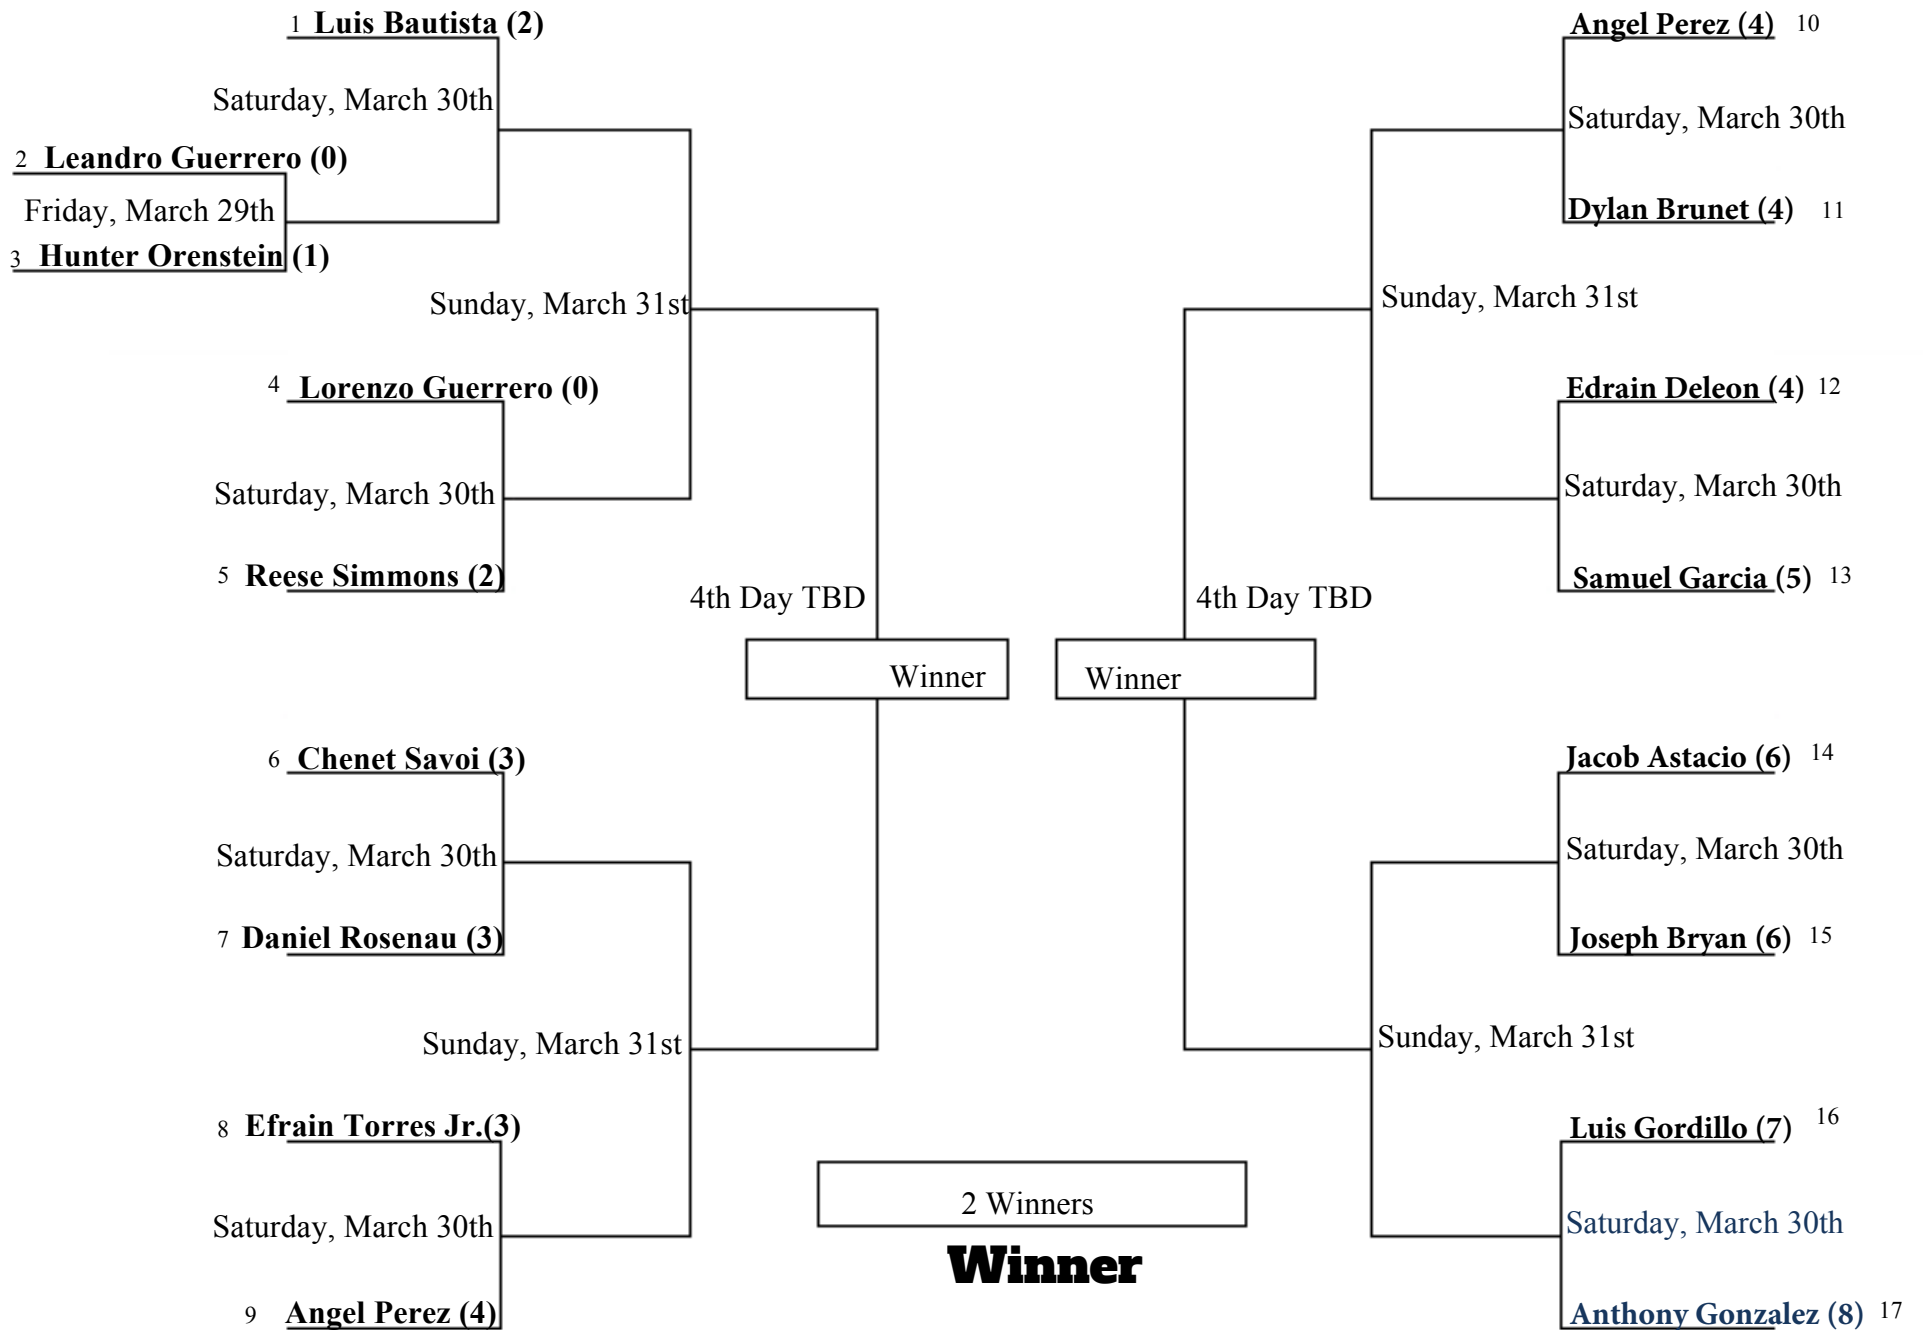 1 Luis Bautista (2)
Saturday, March 30th
2 Leandro Guerrero (0)
Friday, March 29th
3 Hunter Orenstein (1)
Sunday, March 31st
4 Lorenzo Guerrero (0)
Saturday, March 30th
5 Reese Simmons (2)
4th Day TBD
Winner
6 Chenet Savoi (3)
Saturday, March 30th
7 Daniel Rosenau (3)
Sunday, March 31st
8 Efrain Torres Jr.(3)
Saturday, March 30th
9 Angel Perez (4)
Angel Perez (4) 10
Saturday, March 30th
Dylan Brunet (4) 11
Sunday, March 31st
Edrain Deleon (4) 12
Saturday, March 30th
Samuel Garcia (5) 13
4th Day TBD
Winner
Jacob Astacio (6) 14
Saturday, March 30th
Joseph Bryan (6) 15
Sunday, March 31st
Luis Gordillo (7) 16
Saturday, March 30th
Anthony Gonzalez (8) 17
2 Winners
Winner